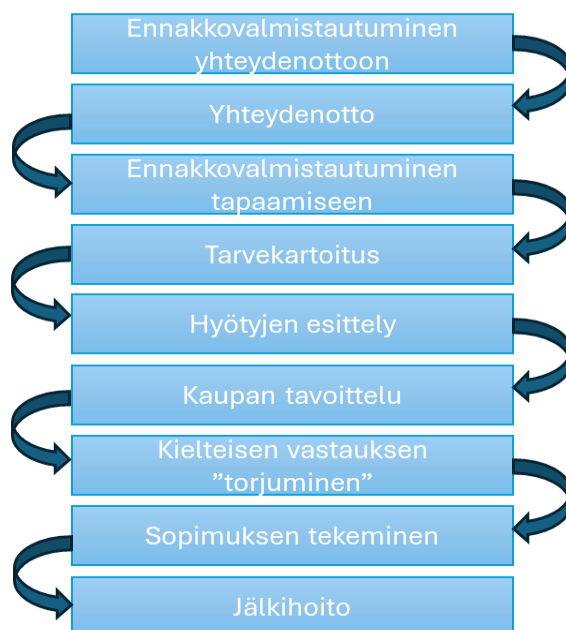 Ennakkovalmistautuminen
yhteydenottoon
Yhteydenotto
Ennakkovalmistautuminen
tapaamiseen
Tarvekartoitus
Hyötyjen esittely
Kaupan tavoittelu
Kielteisen vastauksen
”torjuminen”
Sopimuksen tekeminen
Jälkihoito